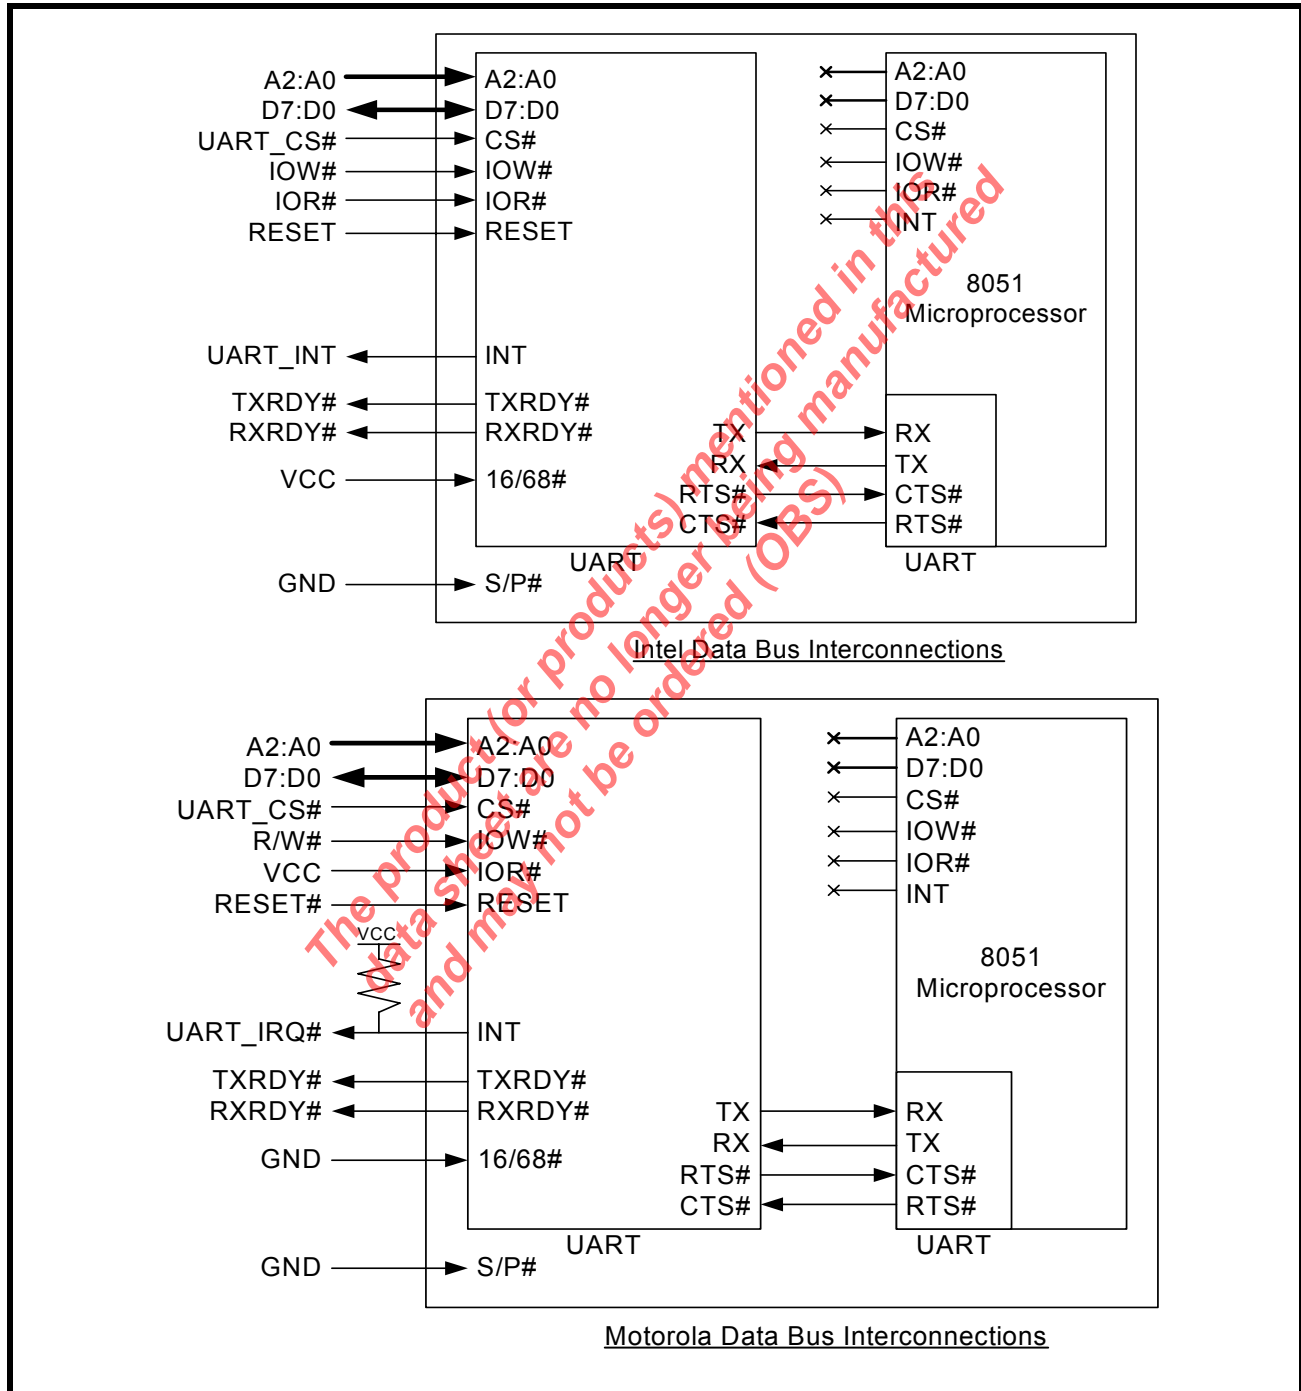 A2:A0
D7:D0
UART_CS#
IOW#
IOR#
RESET
UART_INT
TXRDY#
RXRDY#
VCC
GND
A2:A0
D7:D0
CS#
IOW#
IOR#
RESET
INT
TXRDY#
RXRDY#
16/68#
S/P#
TX
RX
RTS#
CTS#
UART
A2:A0
D7:D0
CS#
IOW#
IOR#
INT
8051
Microprocessor
RX
TX
CTS#
RTS#
UART
Intel Data Bus Interconnections
A2:A0
D7:D0
UART_CS#
R/W#
VCC
RESET#
VCC
UART_IRQ#
TXRDY#
RXRDY#
GND
GND
A2:A0
D7:D0
CS#
IOW#
IOR#
RESET
INT
TXRDY#
RXRDY#
16/68#
S/P#
TX
RX
RTS#
CTS#
UART
A2:A0
D7:D0
CS#
IOW#
IOR#
INT
8051
Microprocessor
RX
TX
CTS#
RTS#
UART
Motorola Data Bus Interconnections
The product (or products) mentioned in this
data sheet are no longer being manufactured
and may not be ordered (OBS)